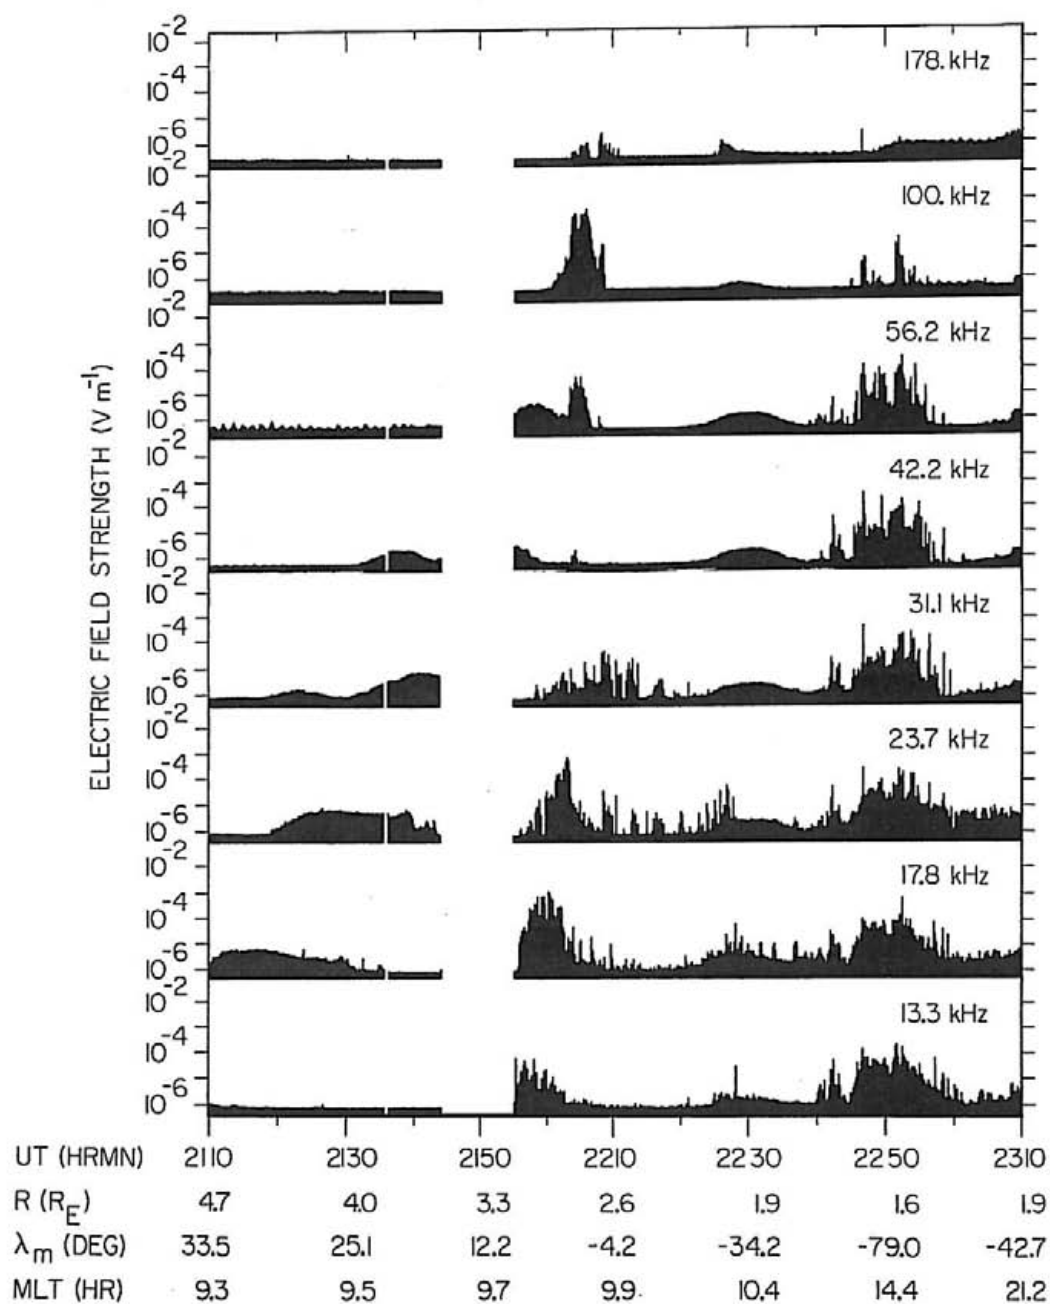 10⁻²
10⁻⁴
10⁻⁶
178. kHz
10⁻²
10⁻⁴
10⁻⁶
100. kHz
10⁻²
10⁻⁴
10⁻⁶
56.2 kHz
10⁻²
10⁻⁴
10⁻⁶
42.2 kHz
10⁻²
10⁻⁴
10⁻⁶
31.1 kHz
10⁻²
10⁻⁴
10⁻⁶
23.7 kHz
10⁻²
10⁻⁴
10⁻⁶
17.8 kHz
10⁻²
10⁻⁴
10⁻⁶
13.3 kHz
ELECTRIC FIELD STRENGTH (V m⁻¹)
UT (HRMN) 2110 2130 2150 2210 2230 2250 2310
R (R_E) 4.7 4.0 3.3 2.6 1.9 1.6 1.9
λ_m (DEG) 33.5 25.1 12.2 -4.2 -34.2 -79.0 -42.7
MLT (HR) 9.3 9.5 9.7 9.9 10.4 14.4 21.2